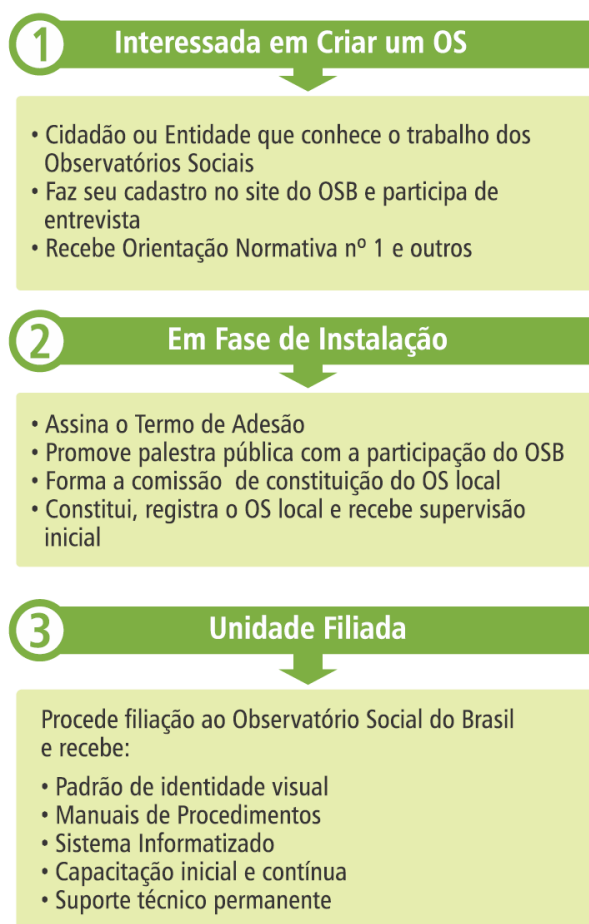 1
Interessada em Criar um OS
• Cidadão ou Entidade que conhece o trabalho dos
Observatórios Sociais
• Faz seu cadastro no site do OSB e participa de
entrevista
• Recebe Orientação Normativa nº 1 e outros
2
Em Fase de Instalação
• Assina o Termo de Adesão
• Promove palestra pública com a participação do OSB
• Forma a comissão de constituição do OS local
• Constitui, registra o OS local e recebe supervisão
inicial
3
Unidade Filiada
Procede filiação ao Observatório Social do Brasil
e recebe:
• Padrão de identidade visual
• Manuais de Procedimentos
• Sistema Informatizado
• Capacitação inicial e contínua
• Suporte técnico permanente